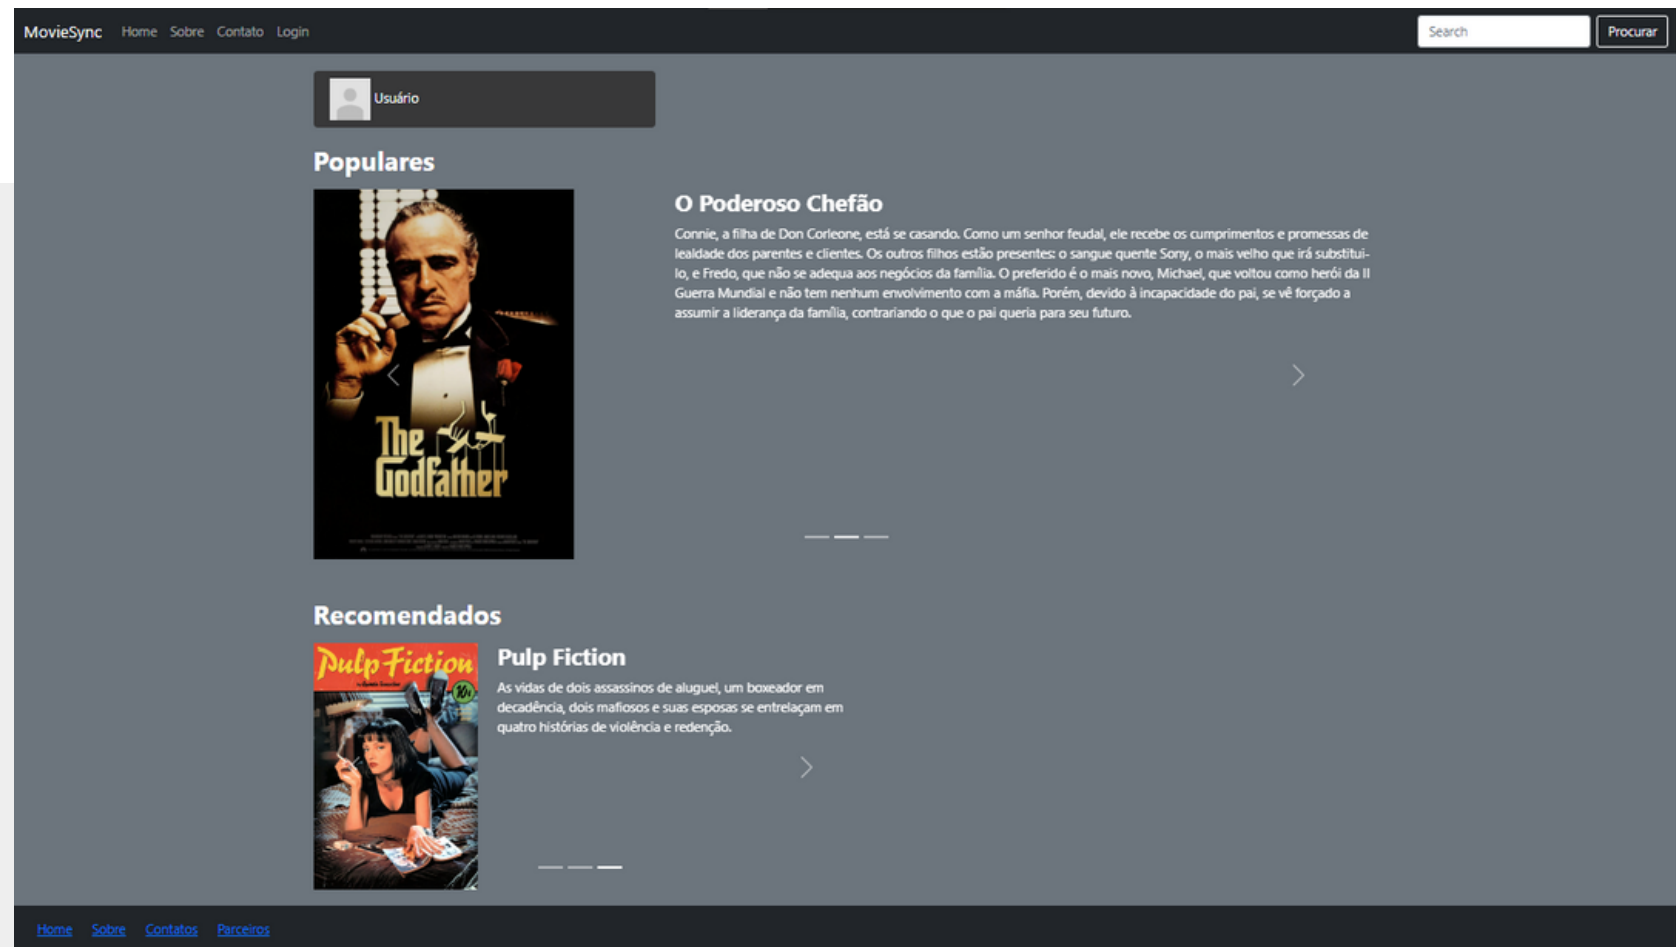 MovieSync Home Sobre Contato Login Search Procurar
Usuário
Populares
O Poderoso Chefão
Connie, a filha de Don Corleone, está se casando. Como um senhor feudal, ele recebe os cumprimentos e promessas de
lealdade dos parentes e clientes. Os outros filhos estão presentes: o sangue quente Sony, o mais velho que irá substitui-
lo, e Fredo, que não se adequa aos negócios da família. O preferido é o mais novo, Michael, que voltou como herói da II
Guerra Mundial e não tem nenhum envolvimento com a máfia. Porém, devido à incapacidade do pai, se vê forçado a
assumir a liderança da família, contrariando o que o pai queria para seu futuro.
The
Godfather
Recomendados
Pulp Fiction
10¢
Pulp Fiction
As vidas de dois assassinos de aluguel, um boxeador em
decadência, dois mafiosos e suas esposas se entrelaçam em
quatro histórias de violência e redenção.
Home Sobre Contatos Parceiros